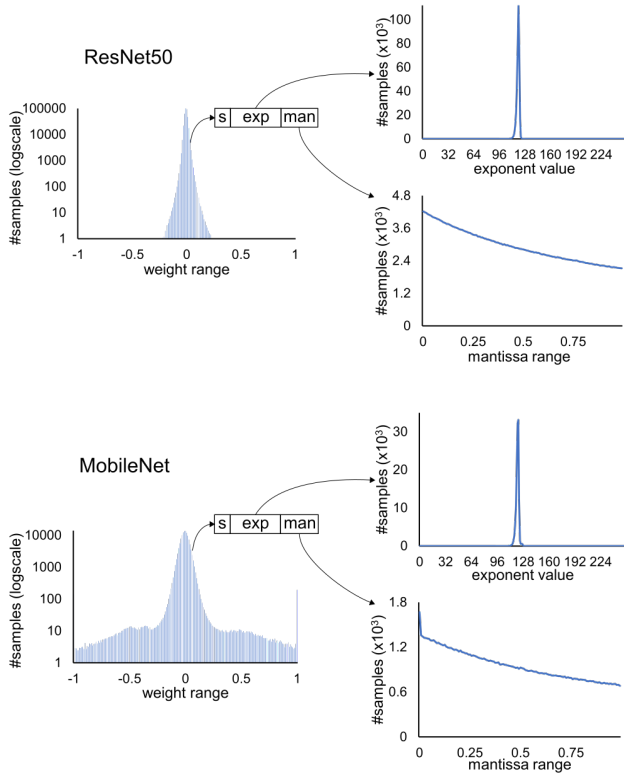 ResNet50
#samples (logscale)
100000
10000
1000
100
10
1
-1
-0.5
0
0.5
1
weight range
s
exp
man
#samples (x10³)
100
80
60
40
20
0
0 32 64 96 128 160 192 224
exponent value
#samples (x10³)
4.8
3.6
2.4
1.2
0
0 0.25 0.5 0.75
mantissa range
MobileNet
#samples (logscale)
10000
1000
100
10
1
-1
-0.5
0
0.5
1
weight range
s
exp
man
#samples (x10³)
30
20
10
0
0 32 64 96 128 160 192 224
exponent value
#samples (x10³)
1.8
1.2
0.6
0
0 0.25 0.5 0.75
mantissa range